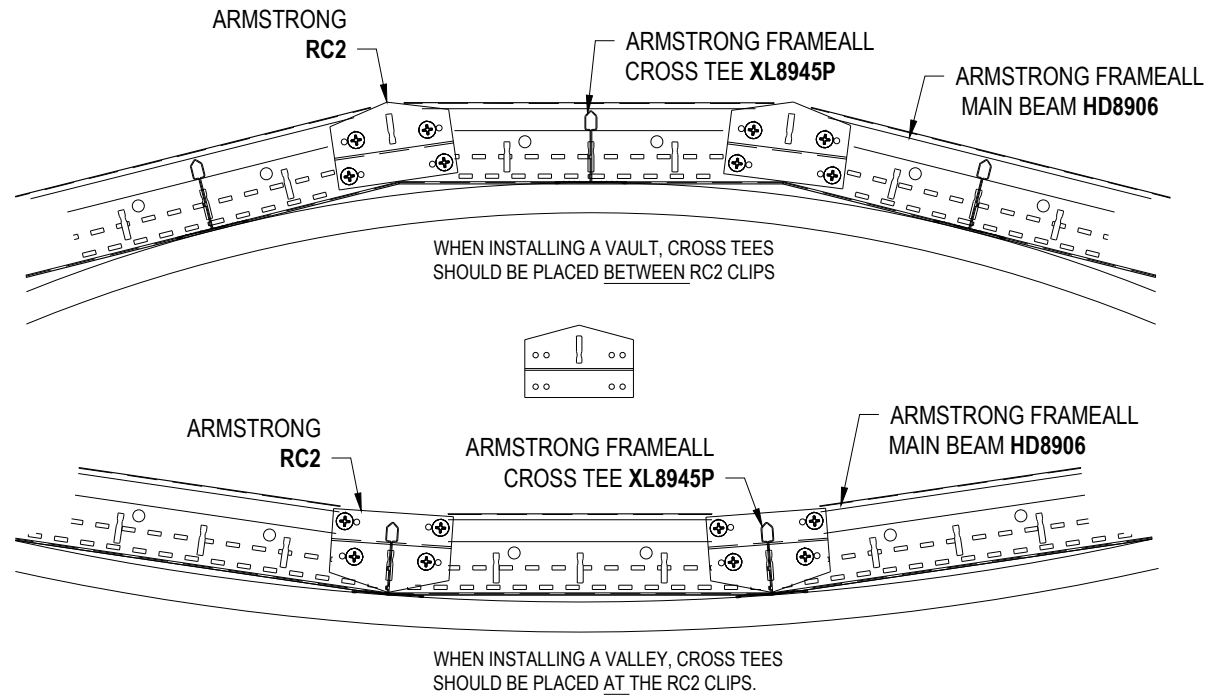 ARMSTRONG
RC2
ARMSTRONG FRAMEALL
CROSS TEE XL8945P
ARMSTRONG FRAMEALL
MAIN BEAM HD8906
WHEN INSTALLING A VAULT, CROSS TEES
SHOULD BE PLACED BETWEEN RC2 CLIPS
ARMSTRONG
RC2
ARMSTRONG FRAMEALL
CROSS TEE XL8945P
ARMSTRONG FRAMEALL
MAIN BEAM HD8906
WHEN INSTALLING A VALLEY, CROSS TEES
SHOULD BE PLACED AT THE RC2 CLIPS.